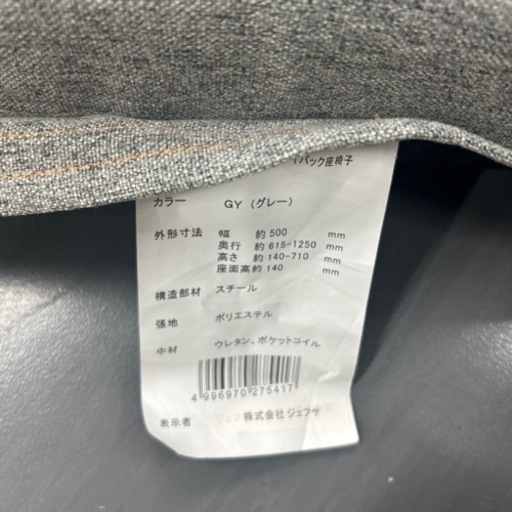 バック座椅子
カラー GY（グレー）
外形寸法 幅 約500 mm
奥行 約615-1250 mm
高さ 約140-710 mm
座面高約140 mm
構造部材 スチール
張地 ポリエステル
中材 ウレタン、ポケットコイル
4996970275417
表示者 株式会社ジェフサ